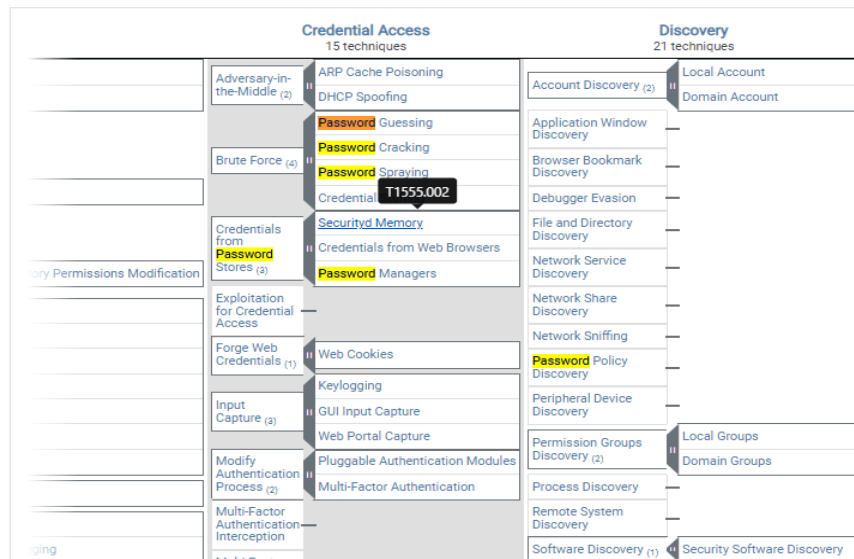 Credential Access
15 techniques
Discovery
21 techniques
ory Permissions Modification
ging
Adversary-in-
the-Middle (2)
ARP Cache Poisoning
DHCP Spoofing
Brute Force (4)
Password Guessing
Password Cracking
Password Spraying
Credential
T1555.002
Credentials
from
Password
Stores (3)
Securityd Memory
Credentials from Web Browsers
Password Managers
Exploitation
for Credential
Access
Forge Web
Credentials (1)
Web Cookies
Input
Capture (3)
Keylogging
GUI Input Capture
Web Portal Capture
Modify
Authentication
Process (2)
Pluggable Authentication Modules
Multi-Factor Authentication
Multi-Factor
Authentication
Interception
Account Discovery (2)
Local Account
Domain Account
Application Window
Discovery
Browser Bookmark
Discovery
Debugger Evasion
File and Directory
Discovery
Network Service
Discovery
Network Share
Discovery
Network Sniffing
Password Policy
Discovery
Peripheral Device
Discovery
Permission Groups
Discovery (2)
Local Groups
Domain Groups
Process Discovery
Remote System
Discovery
Software Discovery (1)
Security Software Discovery